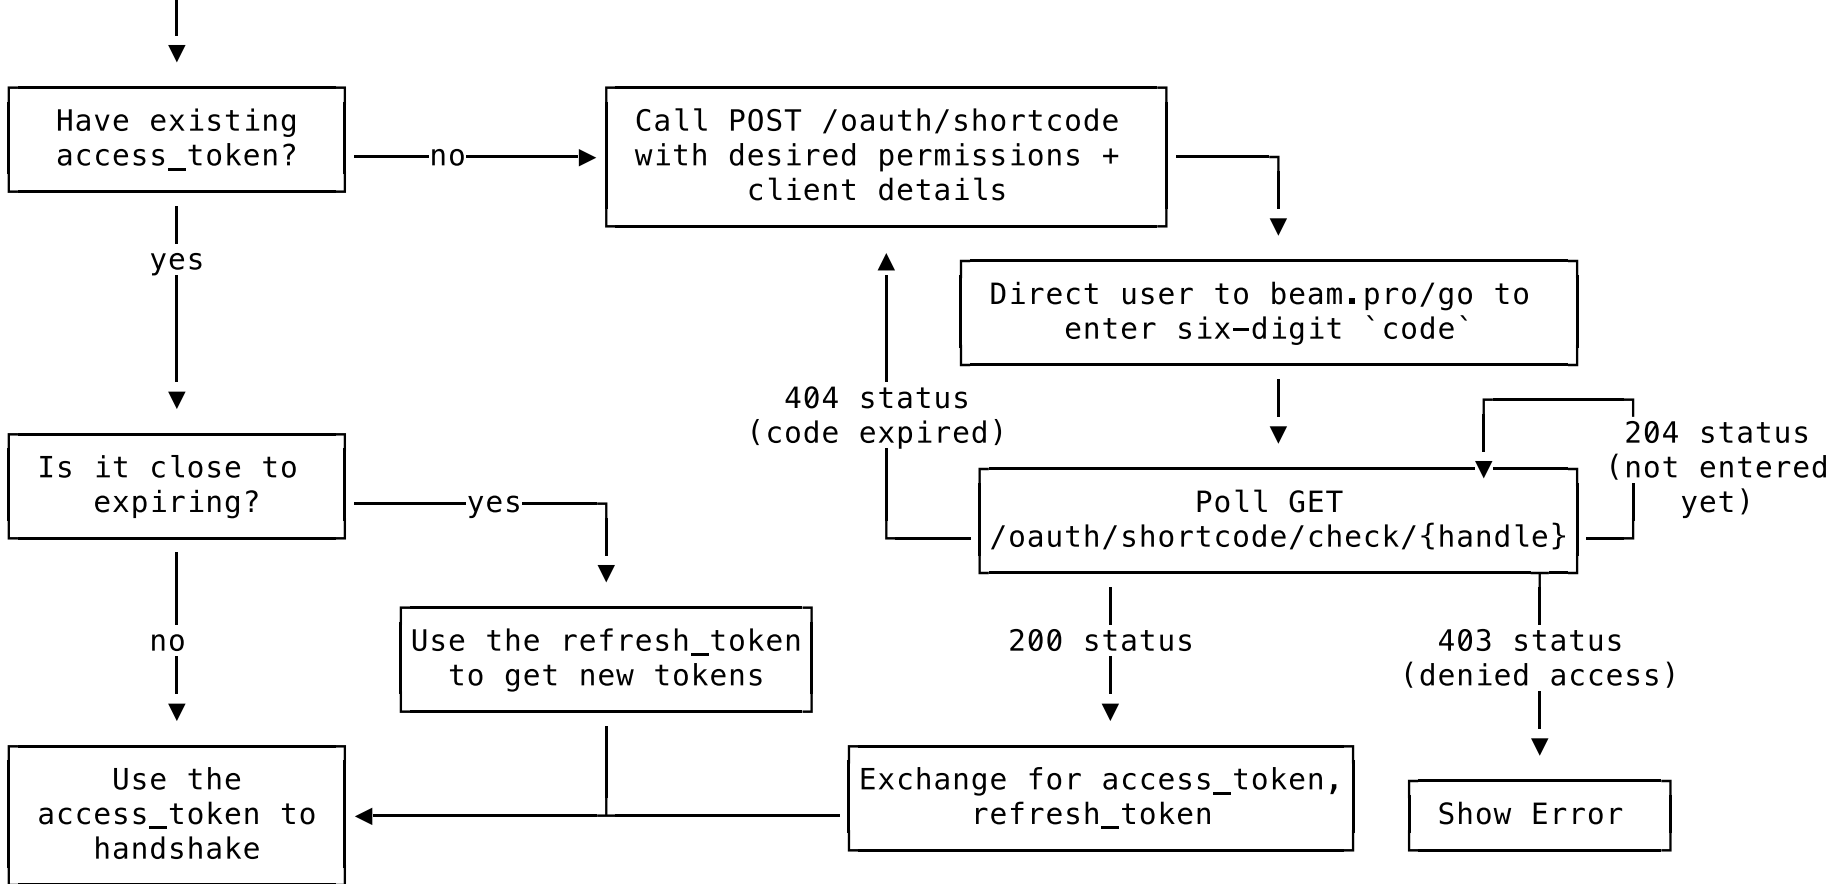 Have existing
access_token?
no
Call POST /oauth/shortcode
with desired permissions +
client details
yes
Direct user to beam.pro/go to
enter six-digit `code`
404 status
(code expired)
204 status
(not entered
yet)
Is it close to
expiring?
yes
Poll GET
/oauth/shortcode/check/{handle}
no
Use the refresh_token
to get new tokens
200 status
403 status
(denied access)
Use the
access_token to
handshake
Exchange for access_token,
refresh_token
Show Error